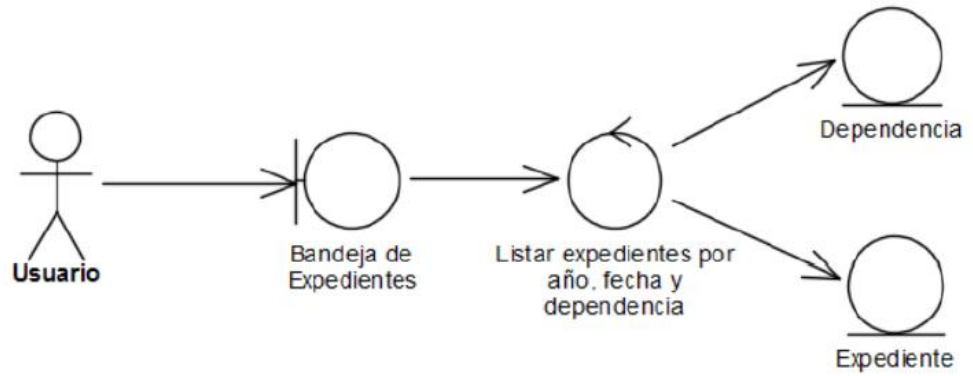 Usuario
Bandeja de
Expedientes
Listar expedientes por
año, fecha y
dependencia
Dependencia
Expediente